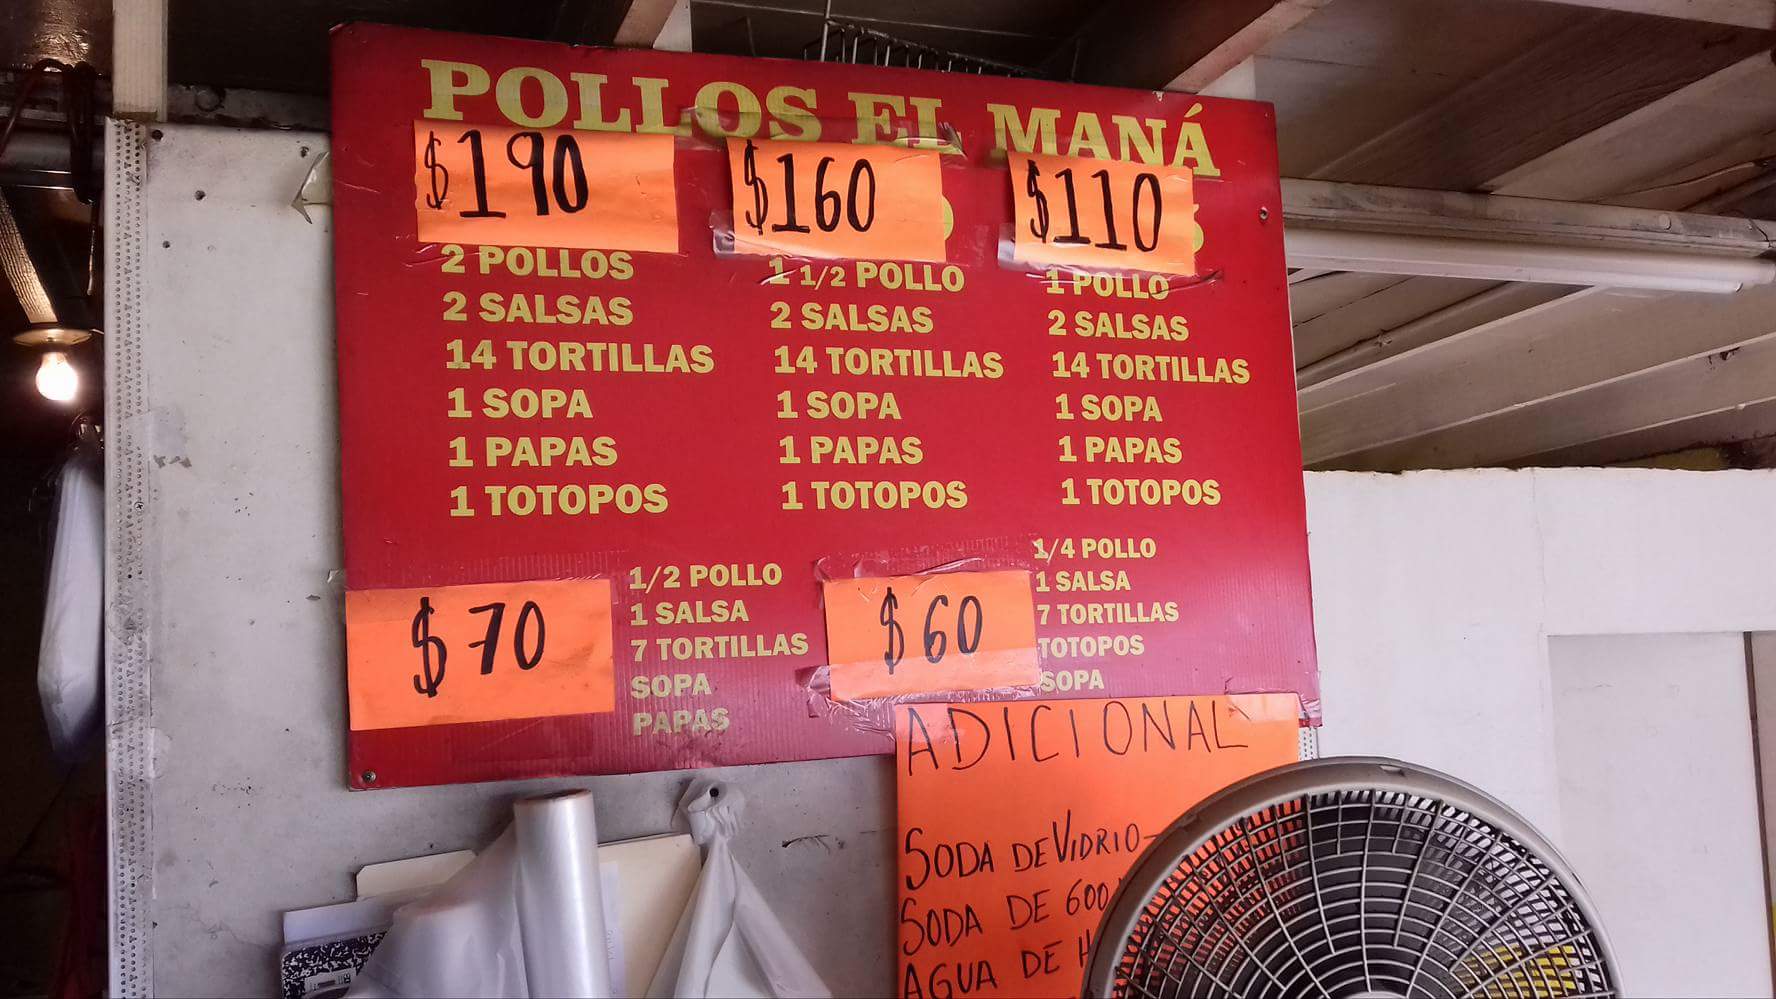 POLLOS EL MANÁ
$190
2 POLLOS
2 SALSAS
14 TORTILLAS
1 SOPA
1 PAPAS
1 TOTOPOS
$160
1 1/2 POLLO
2 SALSAS
14 TORTILLAS
1 SOPA
1 PAPAS
1 TOTOPOS
$110
1 POLLO
2 SALSAS
14 TORTILLAS
1 SOPA
1 PAPAS
1 TOTOPOS
$70
1/2 POLLO
1 SALSA
7 TORTILLAS
SOPA
PAPAS
$60
1/4 POLLO
1 SALSA
7 TORTILLAS
TOTOPOS
SOPA
ADICIONAL
SODA DE VIDRIO-
SODA DE 600
AGUA DE